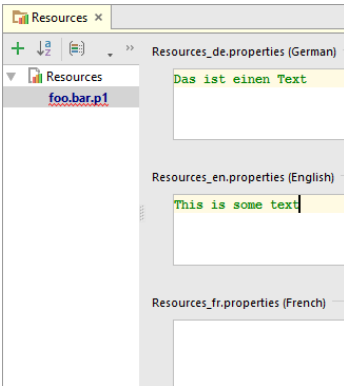 Resources
Resources_de.properties (German)
Das ist einen Text
Resources
foo.bar.p1
Resources_en.properties (English)
This is some text
Resources_fr.properties (French)